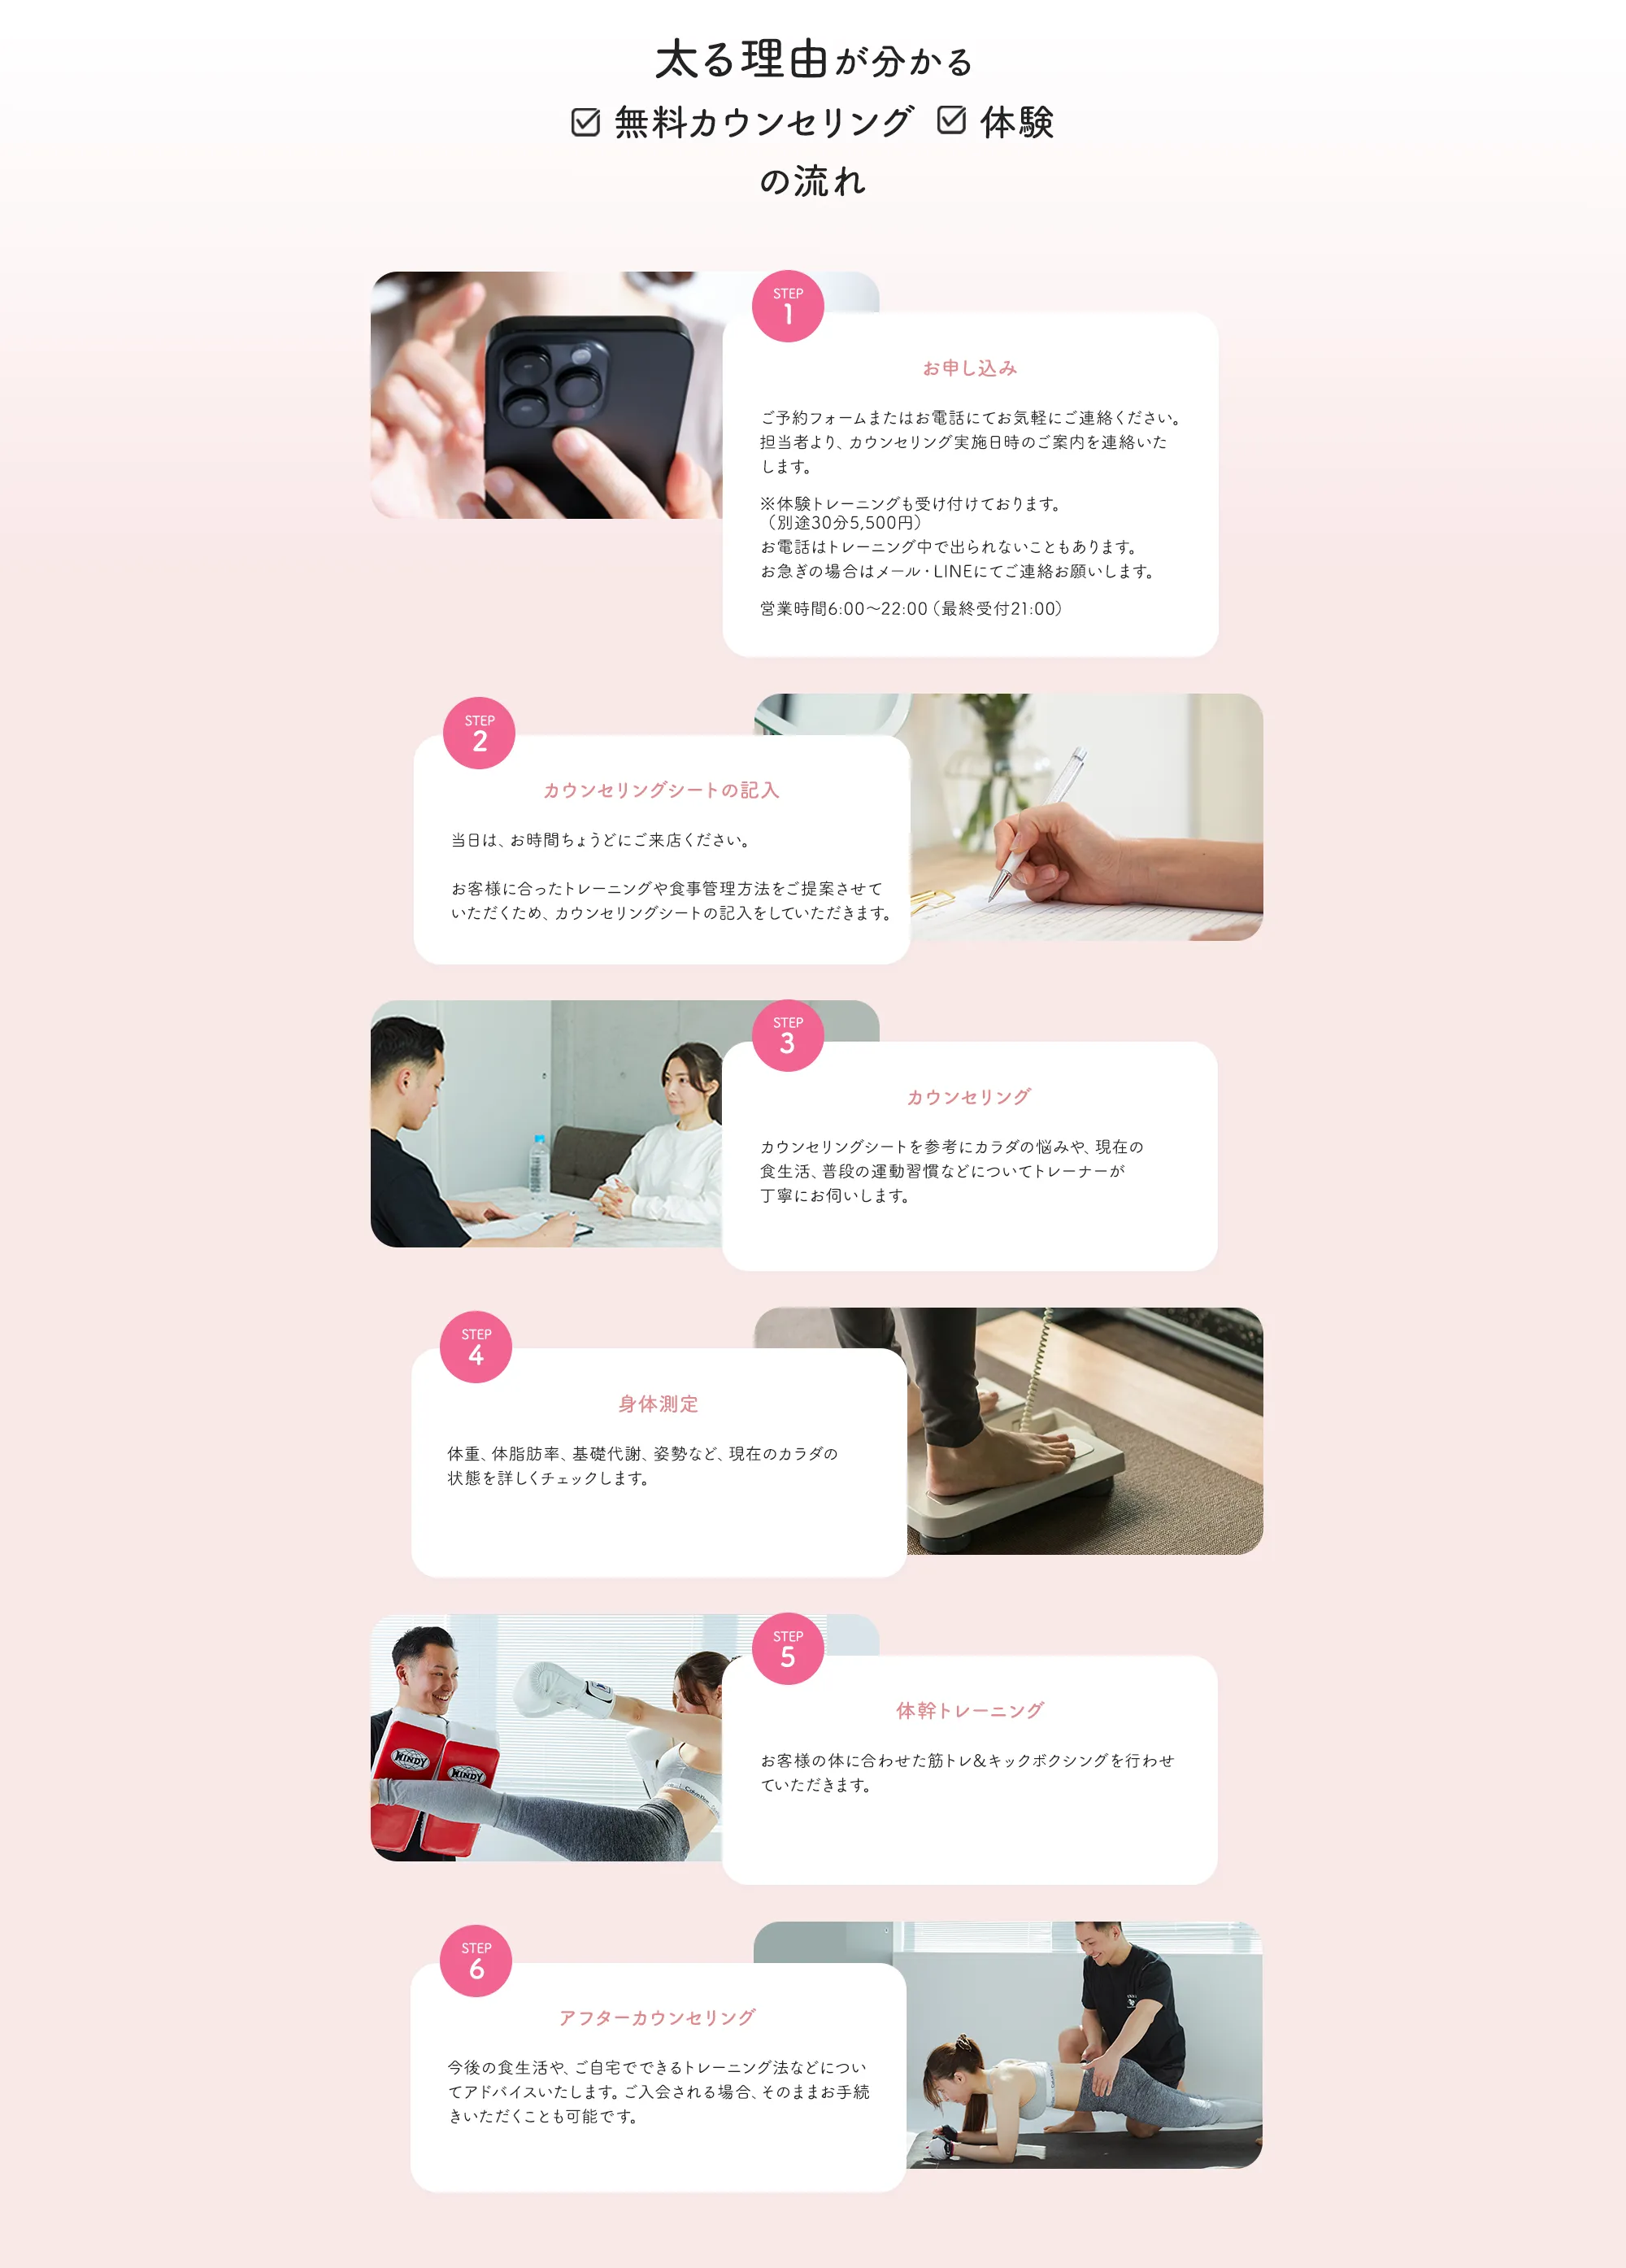 太る理由が分かる
無料カウンセリング 体験
の流れ
STEP
1
お申し込み
ご予約フォームまたはお電話にてお気軽にご連絡ください。
担当者より、カウンセリング実施日時のご案内を連絡いた
します。
※体験トレーニングも受け付けております。
（別途30分5,500円）
お電話はトレーニング中で出られないこともあります。
お急ぎの場合はメール・LINEにてご連絡お願いします。
営業時間6:00〜22:00（最終受付21:00）
STEP
2
カウンセリングシートの記入
当日は、お時間ちょうどにご来店ください。
お客様に合ったトレーニングや食事管理方法をご提案させて
いただくため、カウンセリングシートの記入をしていただきます。
STEP
3
カウンセリング
カウンセリングシートを参考にカラダの悩みや、現在の
食生活、普段の運動習慣などについてトレーナーが
丁寧にお伺いします。
STEP
4
身体測定
体重、体脂肪率、基礎代謝、姿勢など、現在のカラダの
状態を詳しくチェックします。
STEP
5
体幹トレーニング
お客様の体に合わせた筋トレ&キックボクシングを行わせ
ていただきます。
WINDY
WINDY
Calvin Klein
STEP
6
アフターカウンセリング
今後の食生活や、ご自宅でできるトレーニング法などについ
てアドバイスいたします。ご入会される場合、そのままお手続
きいただくことも可能です。